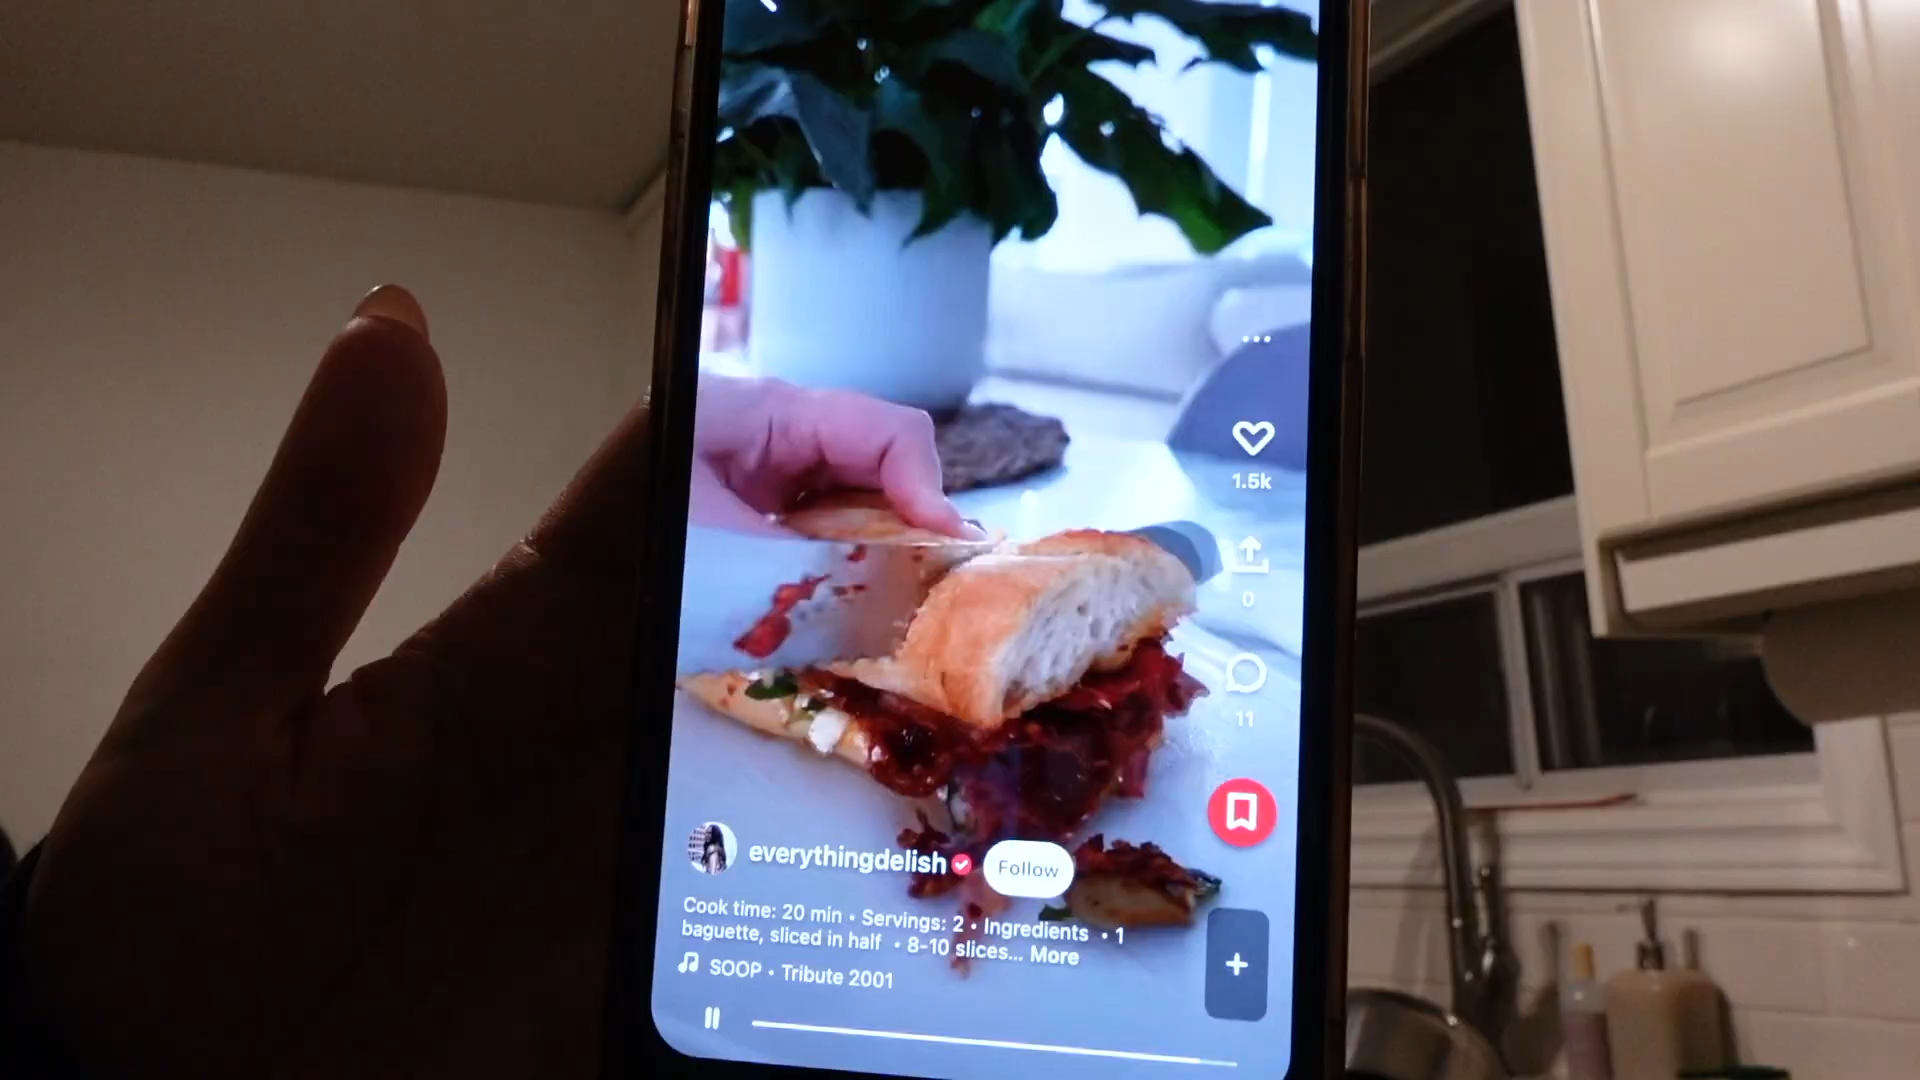 1.5k
0
11
everythingdelish
Follow
Cook time: 20 min • Servings: 2 • Ingredients • 1
baguette, sliced in half • 8-10 slices... More
SOOP • Tribute 2001